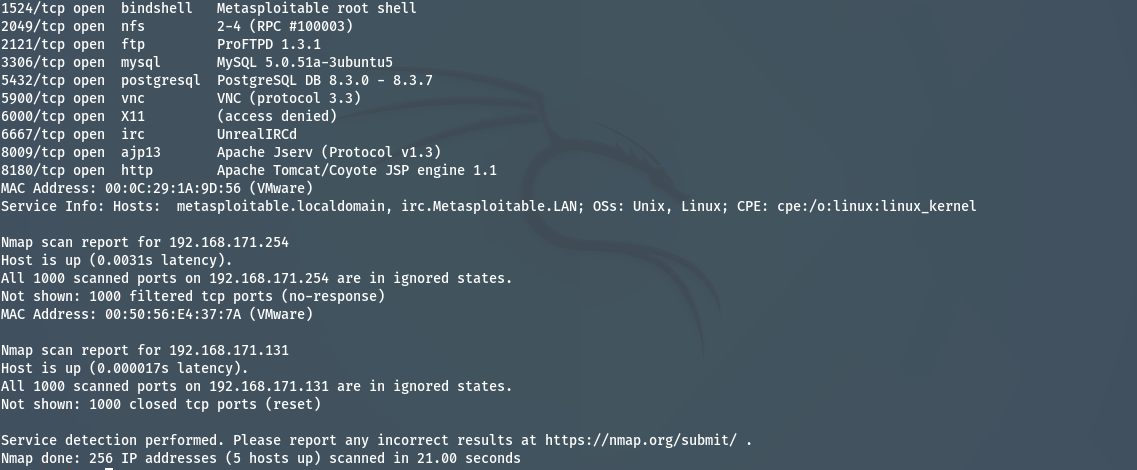 1524/tcp open  bindshell   Metasploitable root shell
2049/tcp open  nfs         2-4 (RPC #100003)
2121/tcp open  ftp         ProFTPD 1.3.1
3306/tcp open  mysql       MySQL 5.0.51a-3ubuntu5
5432/tcp open  postgresql  PostgreSQL DB 8.3.0 - 8.3.7
5900/tcp open  vnc         VNC (protocol 3.3)
6000/tcp open  X11         (access denied)
6667/tcp open  irc         UnrealIRCd
8009/tcp open  ajp13       Apache Jserv (Protocol v1.3)
8180/tcp open  http        Apache Tomcat/Coyote JSP engine 1.1
MAC Address: 00:0C:29:1A:9D:56 (VMware)
Service Info: Hosts:  metasploitable.localdomain, irc.Metasploitable.LAN; OSs: Unix, Linux; CPE: cpe:/o:linux:linux_kernel
Nmap scan report for 192.168.171.254
Host is up (0.0031s latency).
All 1000 scanned ports on 192.168.171.254 are in ignored states.
Not shown: 1000 filtered tcp ports (no-response)
MAC Address: 00:50:56:E4:37:7A (VMware)
Nmap scan report for 192.168.171.131
Host is up (0.000017s latency).
All 1000 scanned ports on 192.168.171.131 are in ignored states.
Not shown: 1000 closed tcp ports (reset)
Service detection performed. Please report any incorrect results at https://nmap.org/submit/ .
Nmap done: 256 IP addresses (5 hosts up) scanned in 21.00 seconds